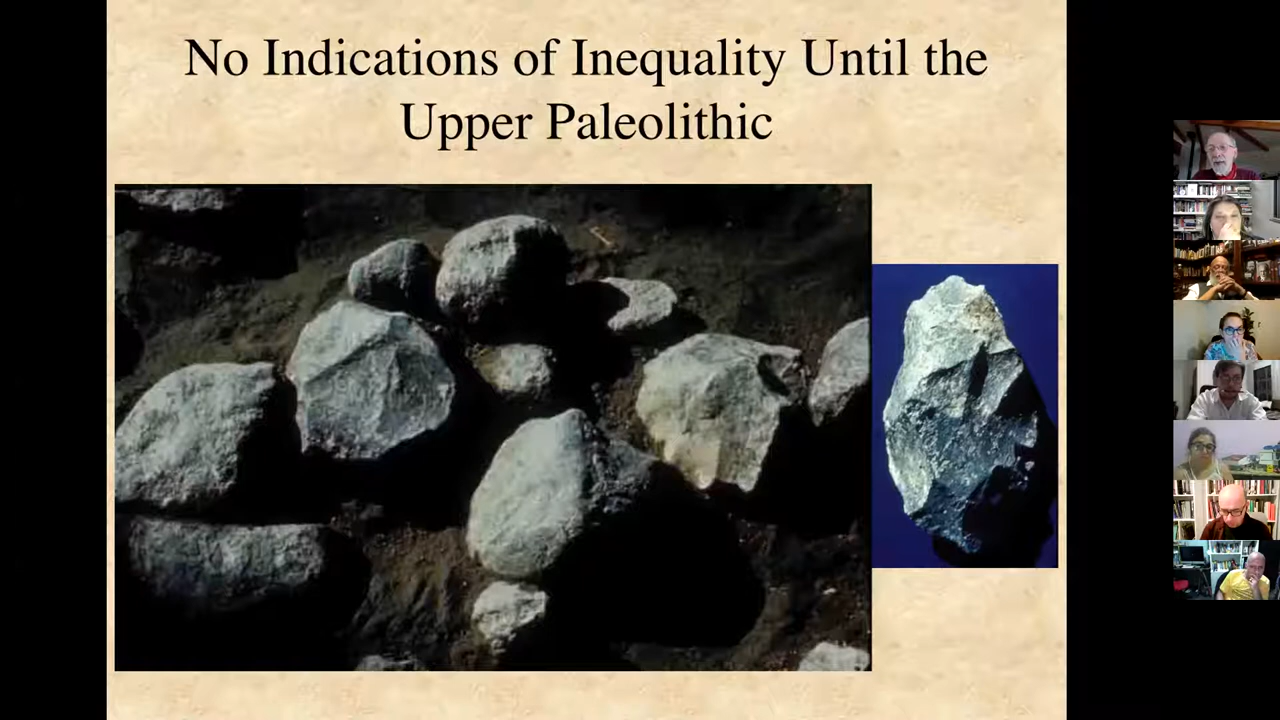 No Indications of Inequality Until the
Upper Paleolithic